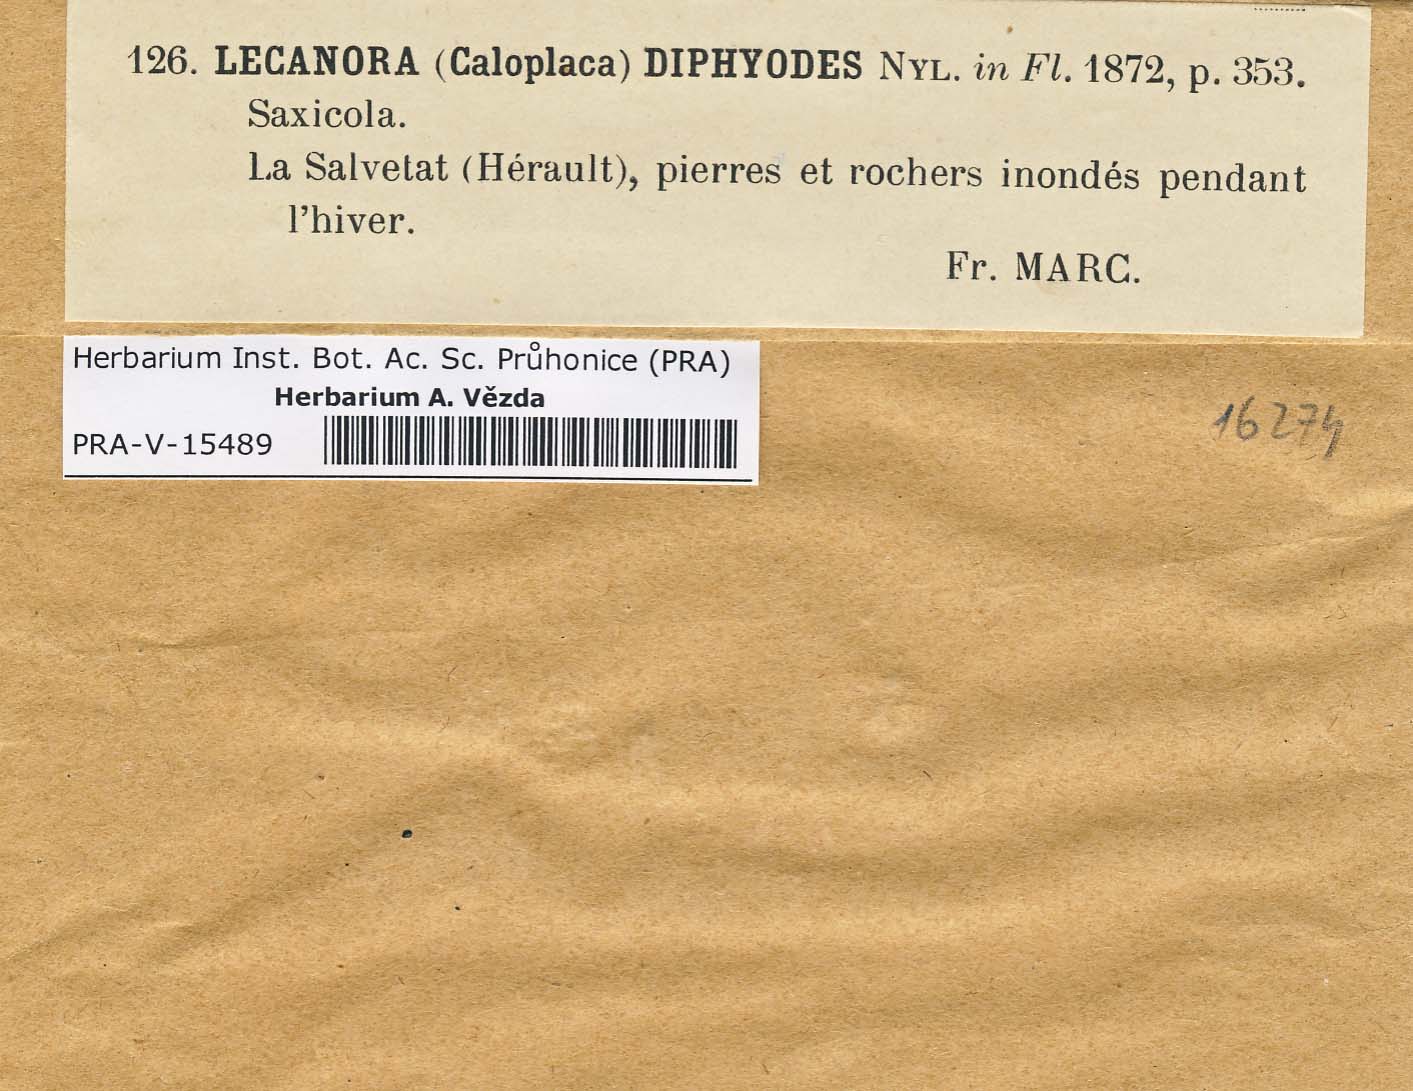 126. LECANORA (Caloplaca) DIPHYODES NYL. in Fl. 1872, p. 353.
Saxicola.
La Salvetat (Hérault), pierres et rochers inondés pendant
l'hiver.
Fr. MARC.
Herbarium Inst. Bot. Ac. Sc. Průhonice (PRA)
Herbarium A. Vězda
PRA-V-15489
16274